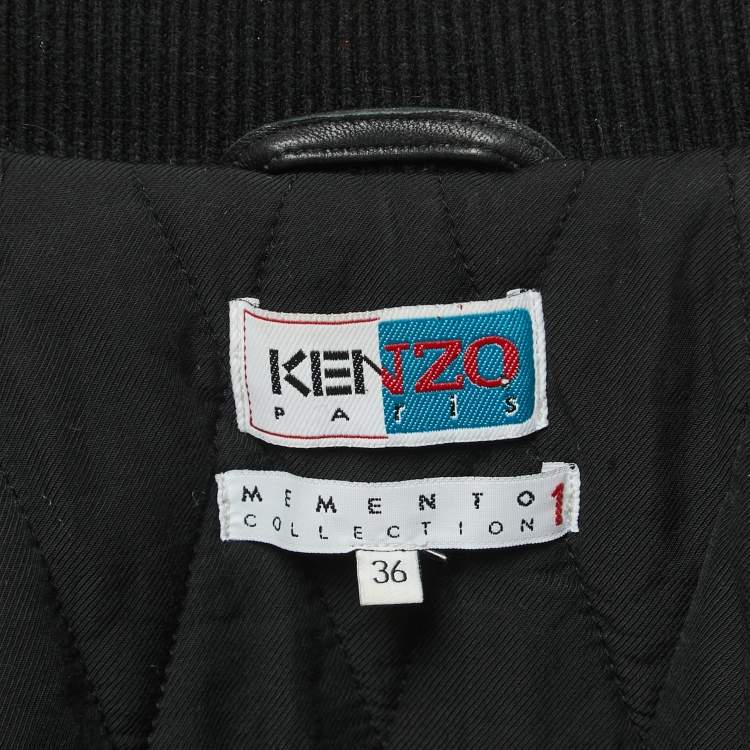 KENZO
PAris
MEMENTO 1
COLLECTION
36